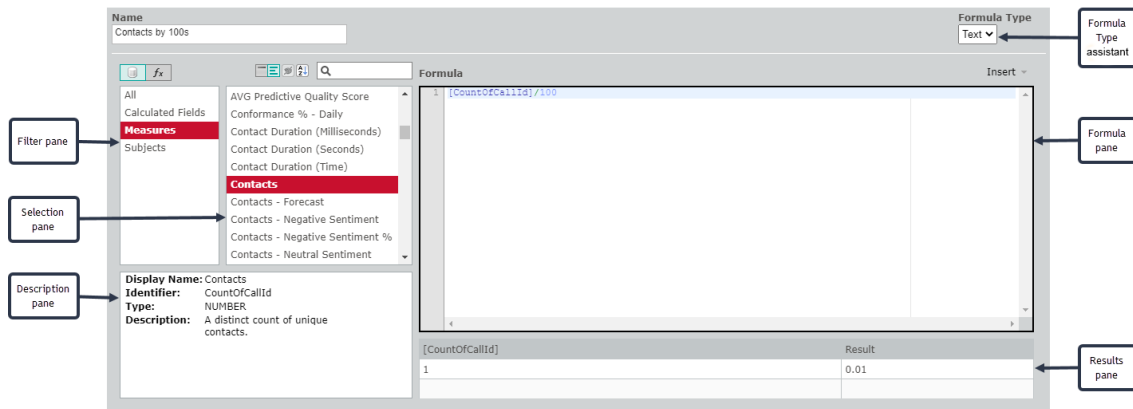 Name
Contacts by 100s
Formula Type
Text
Formula
Type
assistant
fx
Formula
Insert
All
Calculated Fields
Measures
Subjects
AVG Predictive Quality Score
Conformance % - Daily
Contact Duration (Milliseconds)
Contact Duration (Seconds)
Contact Duration (Time)
Contacts
Contacts - Forecast
Contacts - Negative Sentiment
Contacts - Negative Sentiment %
Contacts - Neutral Sentiment
1 [CountOfCallId]/100
Filter pane
Formula
pane
Selection
pane
Description
pane
Display Name: Contacts
Identifier: CountOfCallId
Type: NUMBER
Description: A distinct count of unique
contacts.
[CountOfCallId] Result
1 0.01
Results
pane